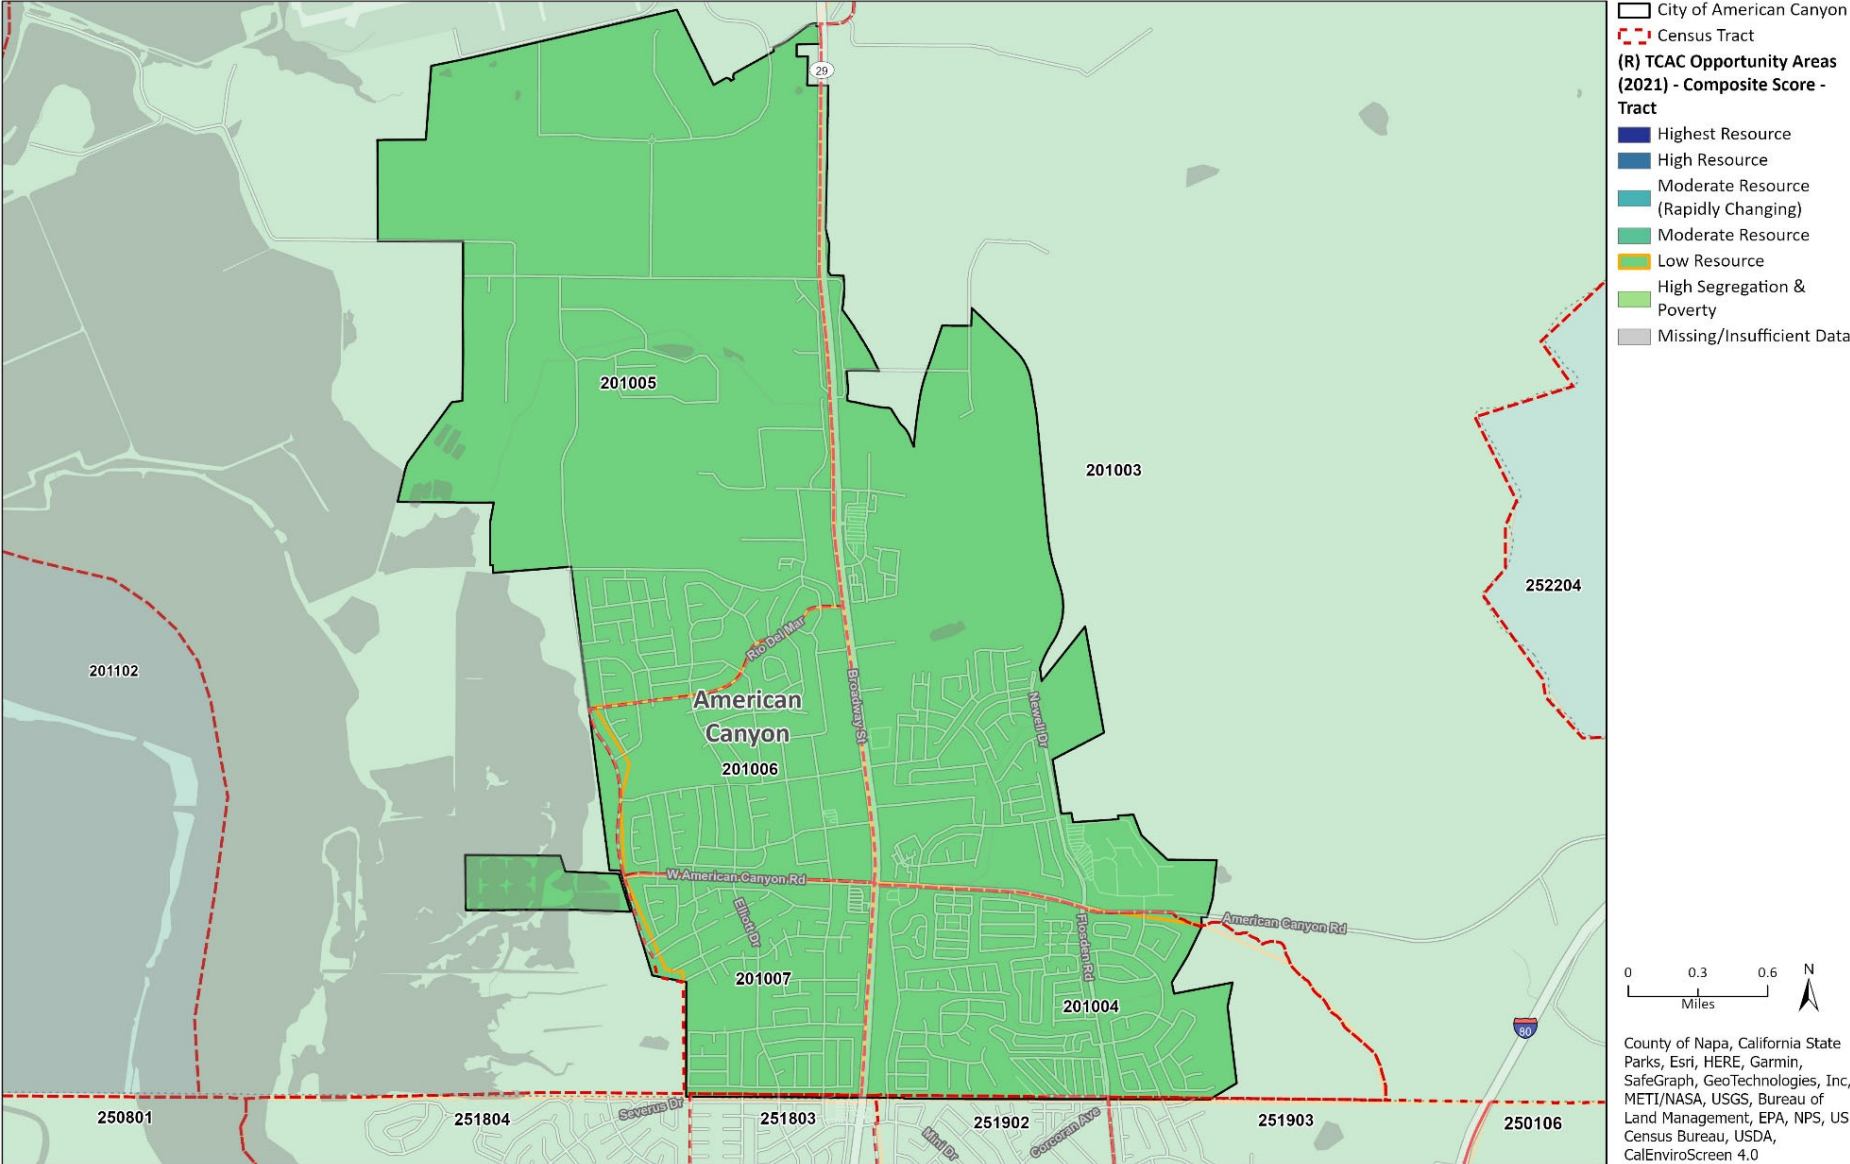 City of American Canyon
Census Tract
(R) TCAC Opportunity Areas
(2021) - Composite Score -
Tract
Highest Resource
High Resource
Moderate Resource
(Rapidly Changing)
Moderate Resource
Low Resource
High Segregation &
Poverty
Missing/Insufficient Data
29
201005
201003
252204
201102
Rio Del Mar
American
Canyon
Broadway St
Newell Dr
201006
W American Canyon Rd
Elliott Dr
American Canyon Rd
Flosden Rd
201007
201004
80
250801
251804
Severus Dr
251803
Mini Dr
251902
Corcoran Ave
251903
250106
0 0.3 0.6
Miles
N
County of Napa, California State
Parks, Esri, HERE, Garmin,
SafeGraph, GeoTechnologies, Inc,
METI/NASA, USGS, Bureau of
Land Management, EPA, NPS, US
Census Bureau, USDA,
CalEnviroScreen 4.0